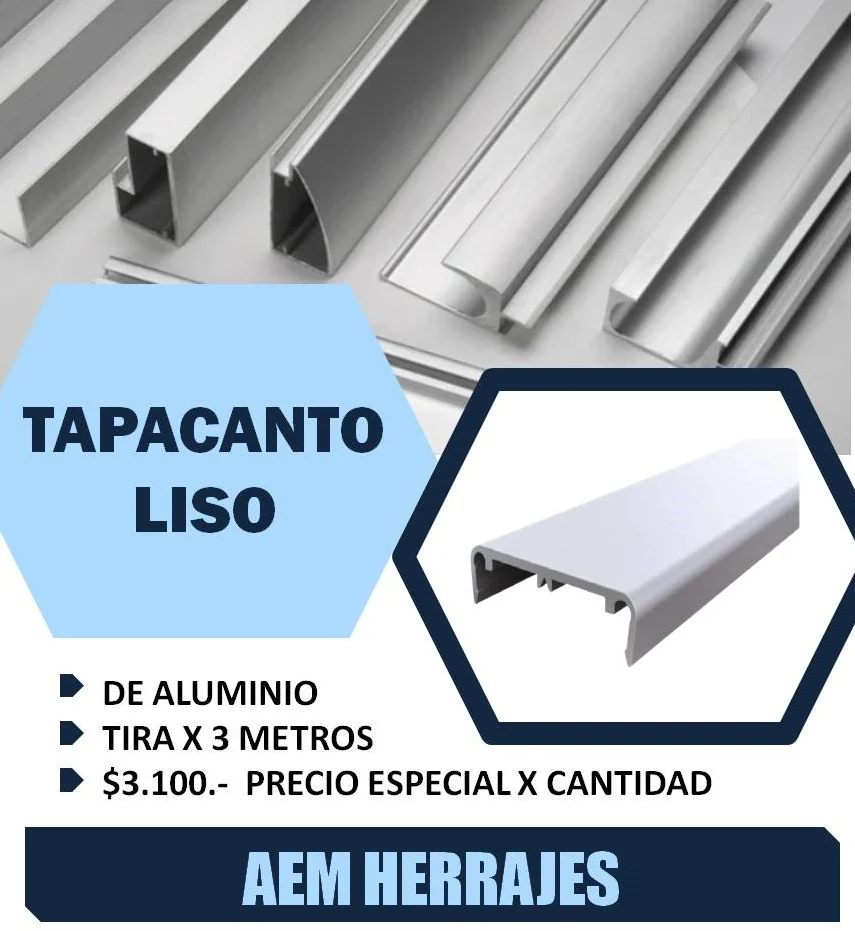 TAPACANTO
LISO
DE ALUMINIO
TIRA X 3 METROS
$3.100.- PRECIO ESPECIAL X CANTIDAD
AEM HERRAJES